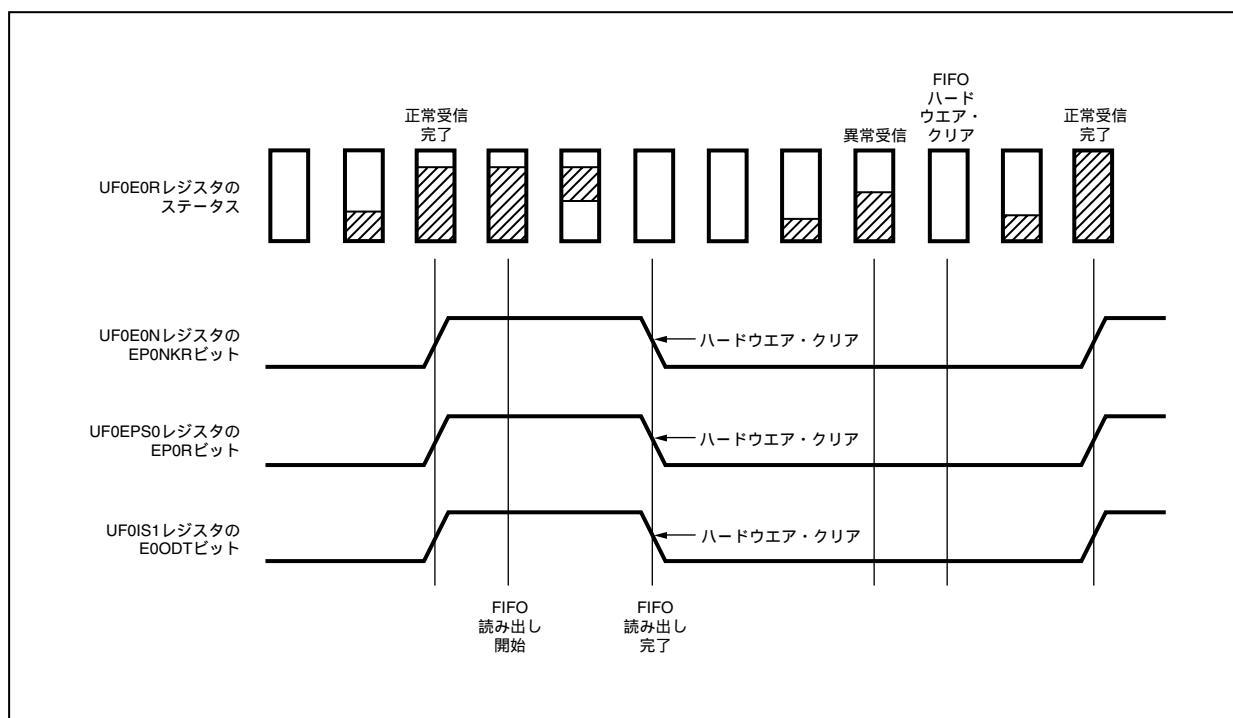 正常受信
完了
異常受信
FIFO
ハード
ウエア・
クリア
正常受信
完了
UF0E0Rレジスタの
ステータス
UF0E0Nレジスタの
EP0NKRビット
ハードウエア・クリア
UF0EPS0レジスタの
EP0Rビット
ハードウエア・クリア
UF0IS1レジスタの
E0ODTビット
ハードウエア・クリア
FIFO
読み出し
開始
FIFO
読み出し
完了